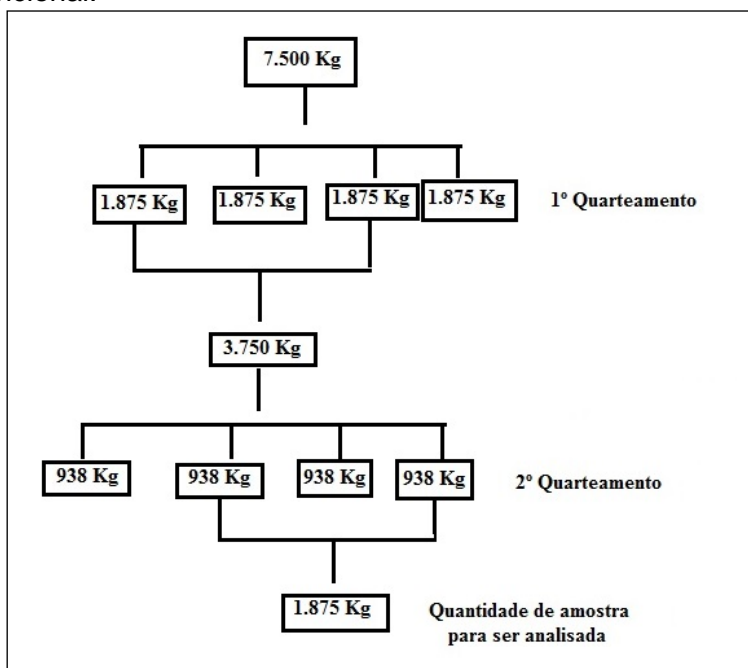 7.500 Kg
1.875 Kg 1.875 Kg 1.875 Kg 1.875 Kg 1º Quarteamento
3.750 Kg
938 Kg 938 Kg 938 Kg 938 Kg 2º Quarteamento
1.875 Kg Quantidade de amostra
para ser analisada